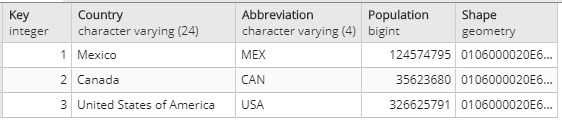 Key Country Abbreviation Population Shape
integer character varying (24) character varying (4) bigint geometry
1 Mexico MEX 124574795 0106000020E6...
2 Canada CAN 35623680 0106000020E6...
3 United States of America USA 326625791 0106000020E6...